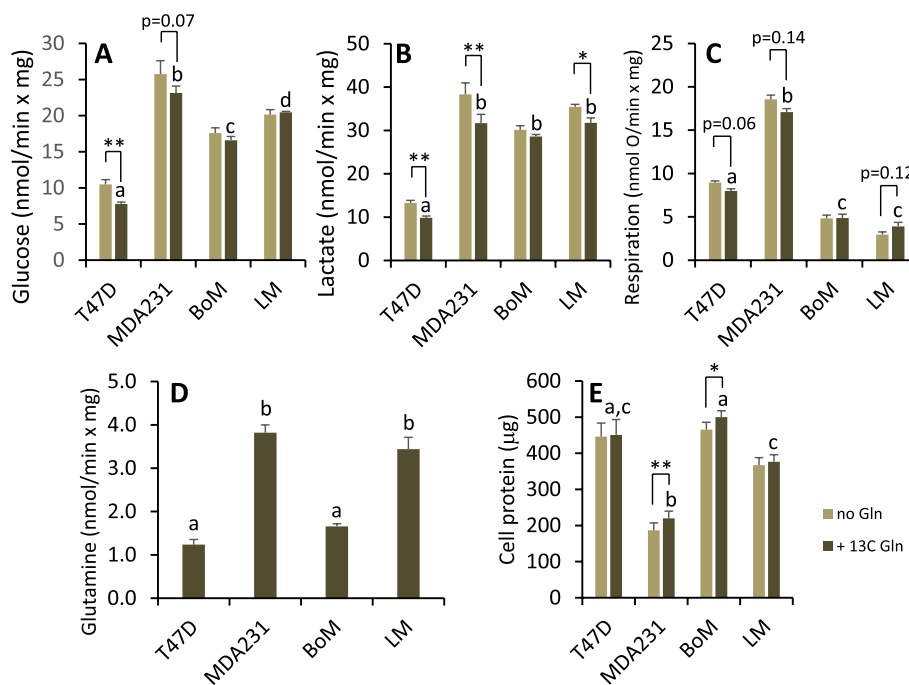 A
Glucose (nmol/min x mg)
30
25
20
15
10
5
0
**
a
p=0.07
b
c
d
T47D
MDA231
BoM
LM
B
Lactate (nmol/min x mg)
50
40
30
20
10
0
**
a
**
b
b
*
b
T47D
MDA231
BoM
LM
C
Respiration (nmol O/min x mg)
25
20
15
10
5
0
p=0.06
a
p=0.14
b
c
p=0.12
c
T47D
MDA231
BoM
LM
D
Glutamine (nmol/min x mg)
5.0
4.0
3.0
2.0
1.0
0.0
a
b
a
b
T47D
MDA231
BoM
LM
E
Cell protein (μg)
600
500
400
300
200
100
0
a,c
**
b
*
a
c
T47D
MDA231
BoM
LM
no Gln
+ 13C Gln